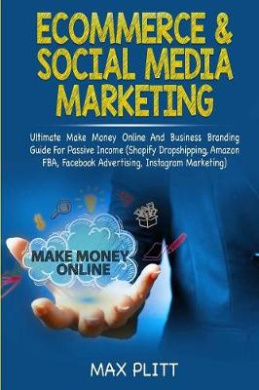 ECOMMERCE &
SOCIAL MEDIA
MARKETING
Ultimate Make Money Online And Business Branding
Guide For Passive Income (Shopify Dropshipping, Amazon
FBA, Facebook Advertising, Instagram Marketing)
MAKE MONEY
ONLINE
MAX PLITT